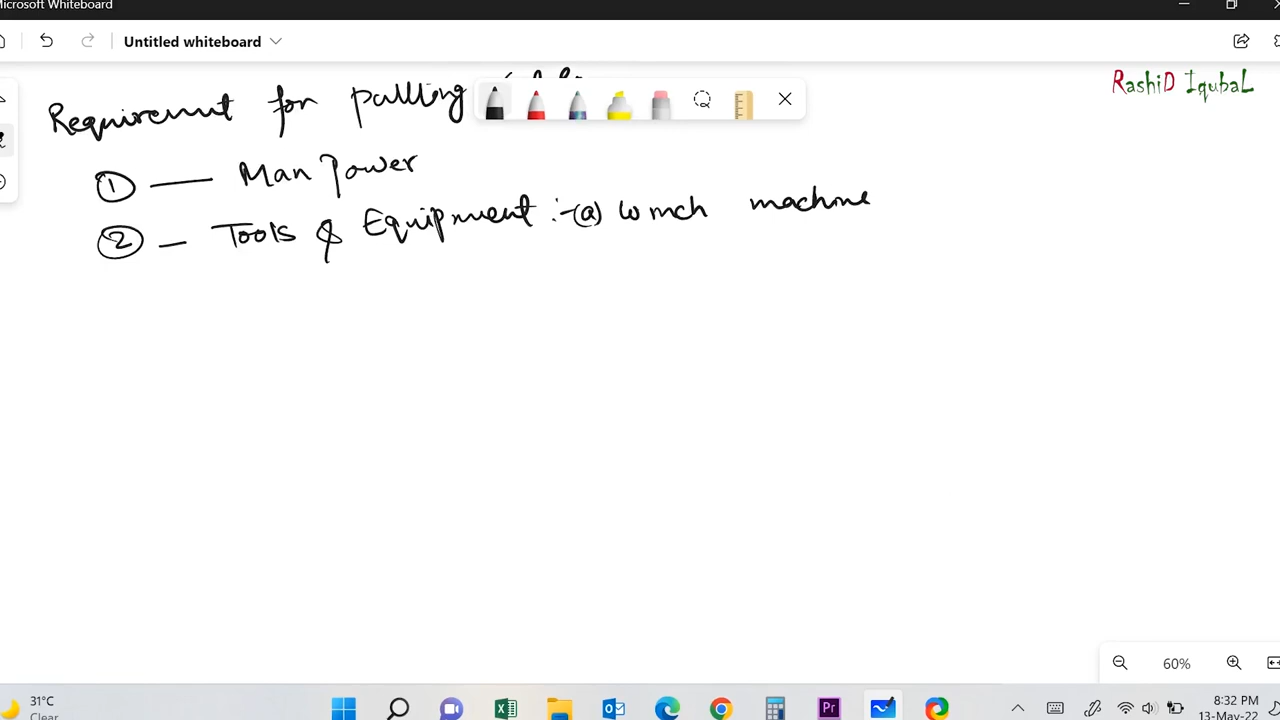 Microsoft Whiteboard
Untitled whiteboard
RashiD IqubaL
Requirement for pulling
① — Man Power
② — Tools & Equipment :- (a) Winch machine
60%
31°C
Clear
8:32 PM
13-May-22